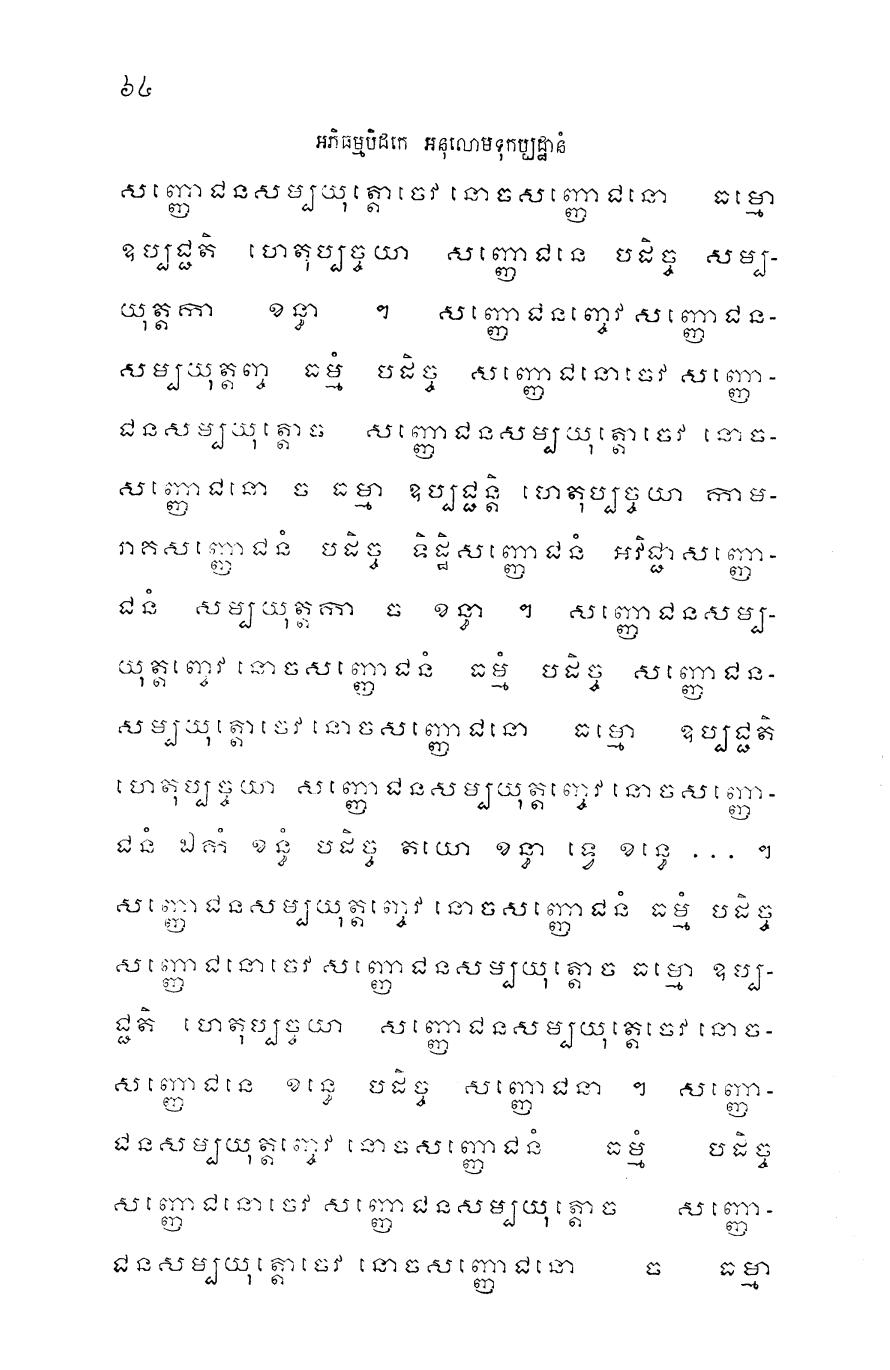 ៦៤
អភិធម្មបិដកេ អនុលោមទុកប្បដ្ឋានំ
សញ្ញោជនសម្បយុត្តោចេវ នោចសញ្ញោជនោ ធម្មោ
ឧប្បជ្ជតិ ហេតុប្បច្ចយា សញ្ញោជនេ បដិច្ច សម្ប-
យុត្តកា ខន្ធា ។ សញ្ញោជនញ្ចេវ សញ្ញោជន-
សម្បយុត្តញ្ច ធម្មំ បដិច្ច សញ្ញោជនោចេវ សញ្ញោ-
ជនសម្បយុត្តោច សញ្ញោជនសម្បយុត្តោចេវ នោច-
សញ្ញោជនោ ច ធម្មា ឧប្បជ្ជន្តិ ហេតុប្បច្ចយា កាម-
រាគសញ្ញោជនំ បដិច្ច ទិដ្ឋិសញ្ញោជនំ អវិជ្ជាសញ្ញោ-
ជនំ សម្បយុត្តកា ច ខន្ធា ។ សញ្ញោជនសម្ប-
យុត្តញ្ចេវ នោចសញ្ញោជនំ ធម្មំ បដិច្ច សញ្ញោជន-
សម្បយុត្តោចេវ នោចសញ្ញោជនោ ធម្មោ ឧប្បជ្ជតិ
ហេតុប្បច្ចយា សញ្ញោជនសម្បយុត្តញ្ចេវ នោចសញ្ញោ-
ជនំ ឯកំ ខន្ធំ បដិច្ច តយោ ខន្ធា ទ្វេ ខន្ធេ ... ។
សញ្ញោជនសម្បយុត្តញ្ចេវ នោចសញ្ញោជនំ ធម្មំ បដិច្ច
សញ្ញោជនោចេវ សញ្ញោជនសម្បយុត្តោច ធម្មោ ឧប្ប-
ជ្ជតិ ហេតុប្បច្ចយា សញ្ញោជនសម្បយុត្តេចេវ នោច-
សញ្ញោជនេ ខន្ធេ បដិច្ច សញ្ញោជនា ។ សញ្ញោ-
ជនសម្បយុត្តញ្ចេវ នោចសញ្ញោជនំ ធម្មំ បដិច្ច
សញ្ញោជនោចេវ សញ្ញោជនសម្បយុត្តោច សញ្ញោ-
ជនសម្បយុត្តោចេវ នោចសញ្ញោជនោ ច ធម្មា